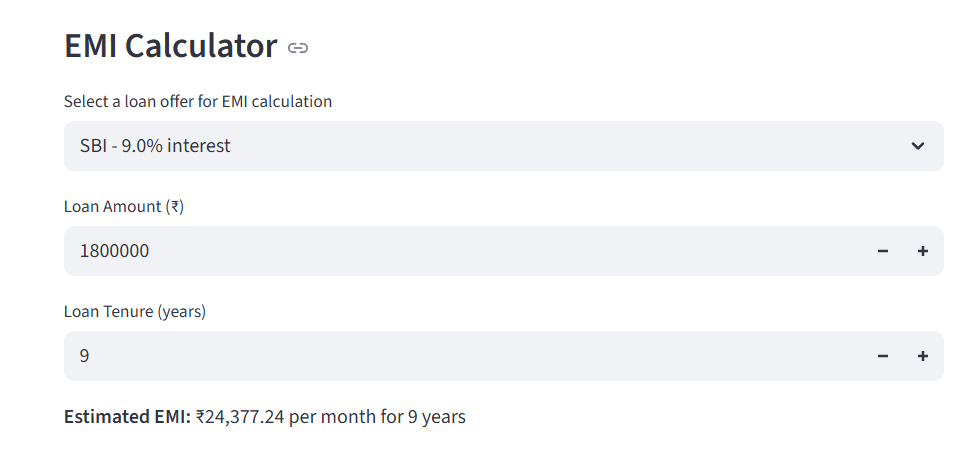 EMI Calculator
Select a loan offer for EMI calculation
SBI - 9.0% interest
Loan Amount (₹)
1800000
Loan Tenure (years)
9
Estimated EMI: ₹24,377.24 per month for 9 years